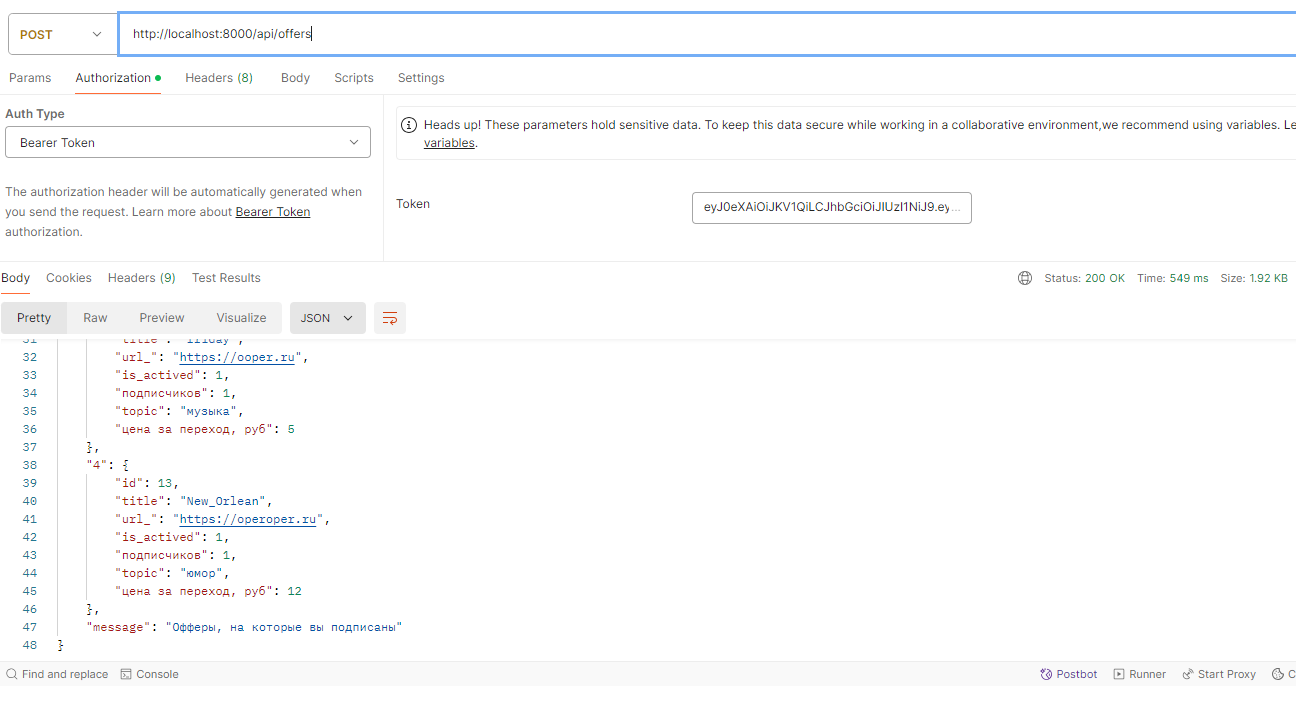 POST http://localhost:8000/api/offers
Params Authorization Headers (8) Body Scripts Settings
Auth Type
Bearer Token
The authorization header will be automatically generated when
you send the request. Learn more about Bearer Token
authorization.
Heads up! These parameters hold sensitive data. To keep this data secure while working in a collaborative environment,we recommend using variables. Le
variables.
Token eyJ0eXAiOiJKV1QiLCJhbGciOiJIUzI1NiJ9.ey...
Body Cookies Headers (9) Test Results Status: 200 OK Time: 549 ms Size: 1.92 KB
Pretty Raw Preview Visualize JSON
31 "title":
32 "url_": "https://ooper.ru",
33 "is_actived": 1,
34 "подписчиков": 1,
35 "topic": "музыка",
36 "цена за переход, руб": 5
37 },
38 "4": {
39 "id": 13,
40 "title": "New_Orlean",
41 "url_": "https://operoper.ru",
42 "is_actived": 1,
43 "подписчиков": 1,
44 "topic": "юмор",
45 "цена за переход, руб": 12
46 },
47 "message": "Офферы, на которые вы подписаны"
48 }
Find and replace Console Postbot Runner Start Proxy C